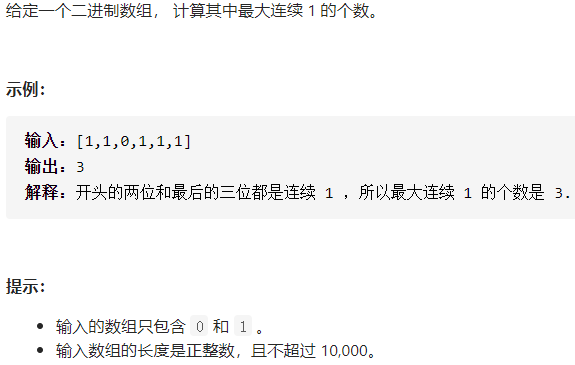 给定一个二进制数组， 计算其中最大连续 1 的个数。
示例：
输入：[1,1,0,1,1,1]
输出：3
解释：开头的两位和最后的三位都是连续 1 ，所以最大连续 1 的个数是 3.
提示：
• 输入的数组只包含 0 和 1 。
• 输入数组的长度是正整数，且不超过 10,000。